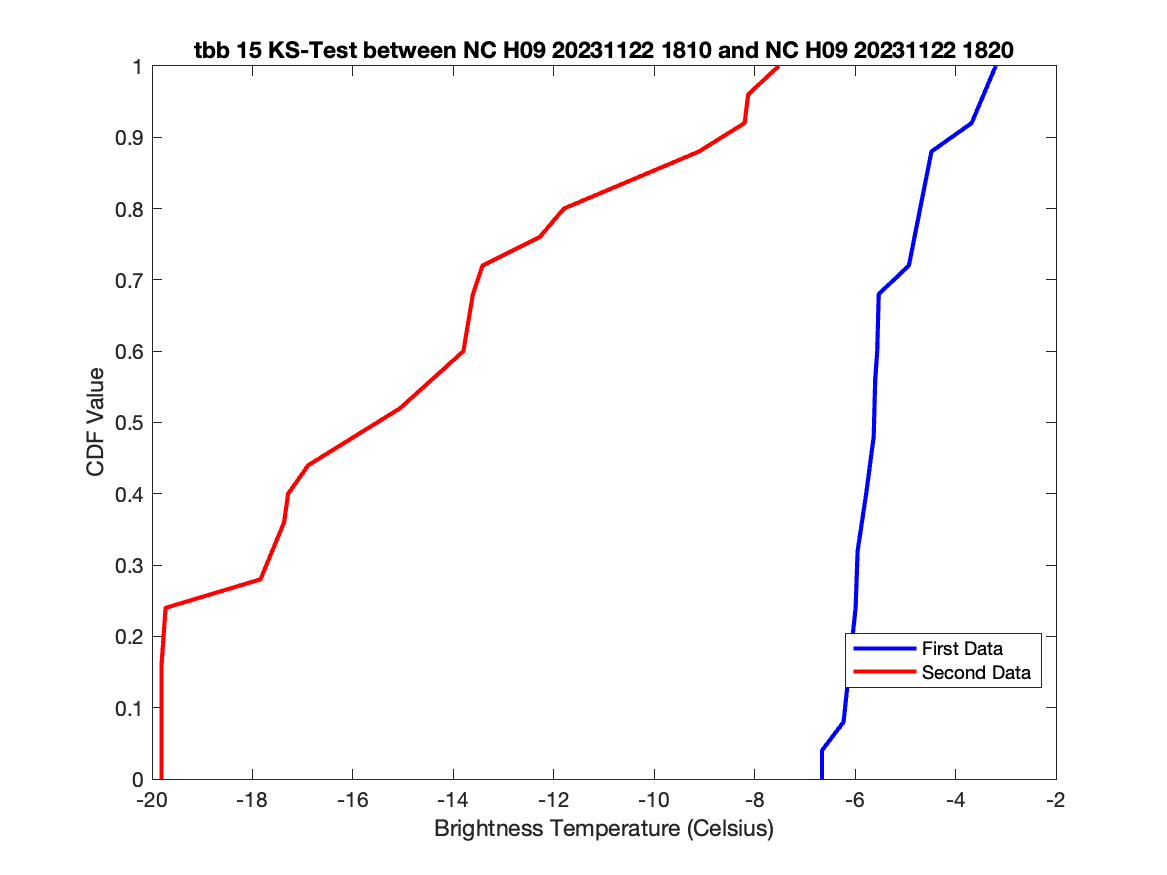 tbb 15 KS-Test between NC H09 20231122 1810 and NC H09 20231122 1820
1
0.9
0.8
0.7
0.6
0.5
0.4
0.3
0.2
0.1
0
CDF Value
First Data
Second Data
-20 -18 -16 -14 -12 -10 -8 -6 -4 -2
Brightness Temperature (Celsius)